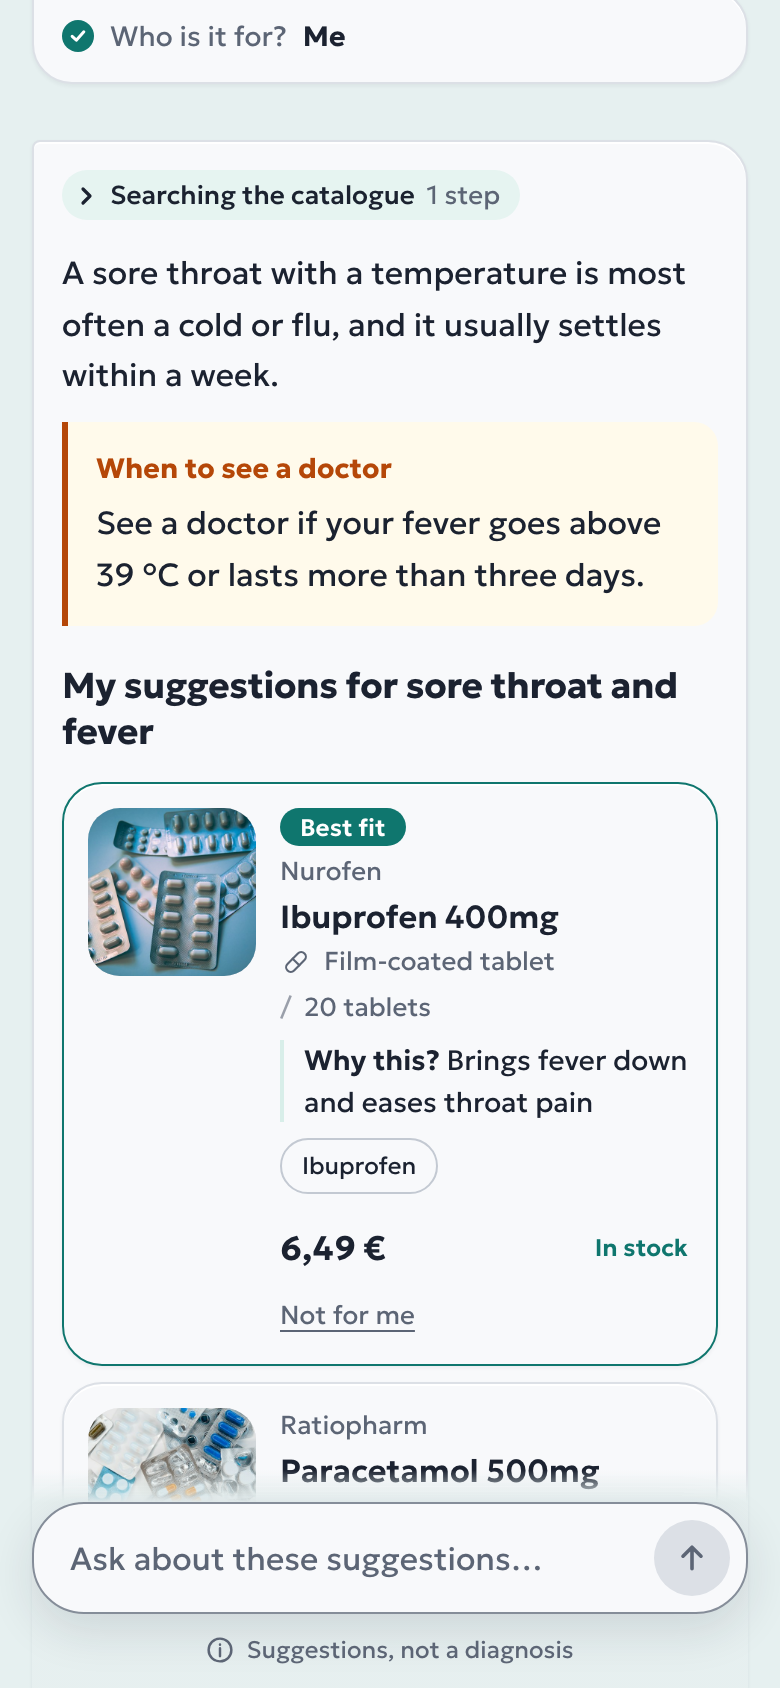 Who is it for? Me
Searching the catalogue 1 step
A sore throat with a temperature is most
often a cold or flu, and it usually settles
within a week.
When to see a doctor
See a doctor if your fever goes above
39 °C or lasts more than three days.
My suggestions for sore throat and
fever
Best fit
Nurofen
Ibuprofen 400mg
Film-coated tablet
/ 20 tablets
Why this? Brings fever down
and eases throat pain
Ibuprofen
6,49 € In stock
Not for me
Ratiopharm
Paracetamol 500mg
Ask about these suggestions...
Suggestions, not a diagnosis